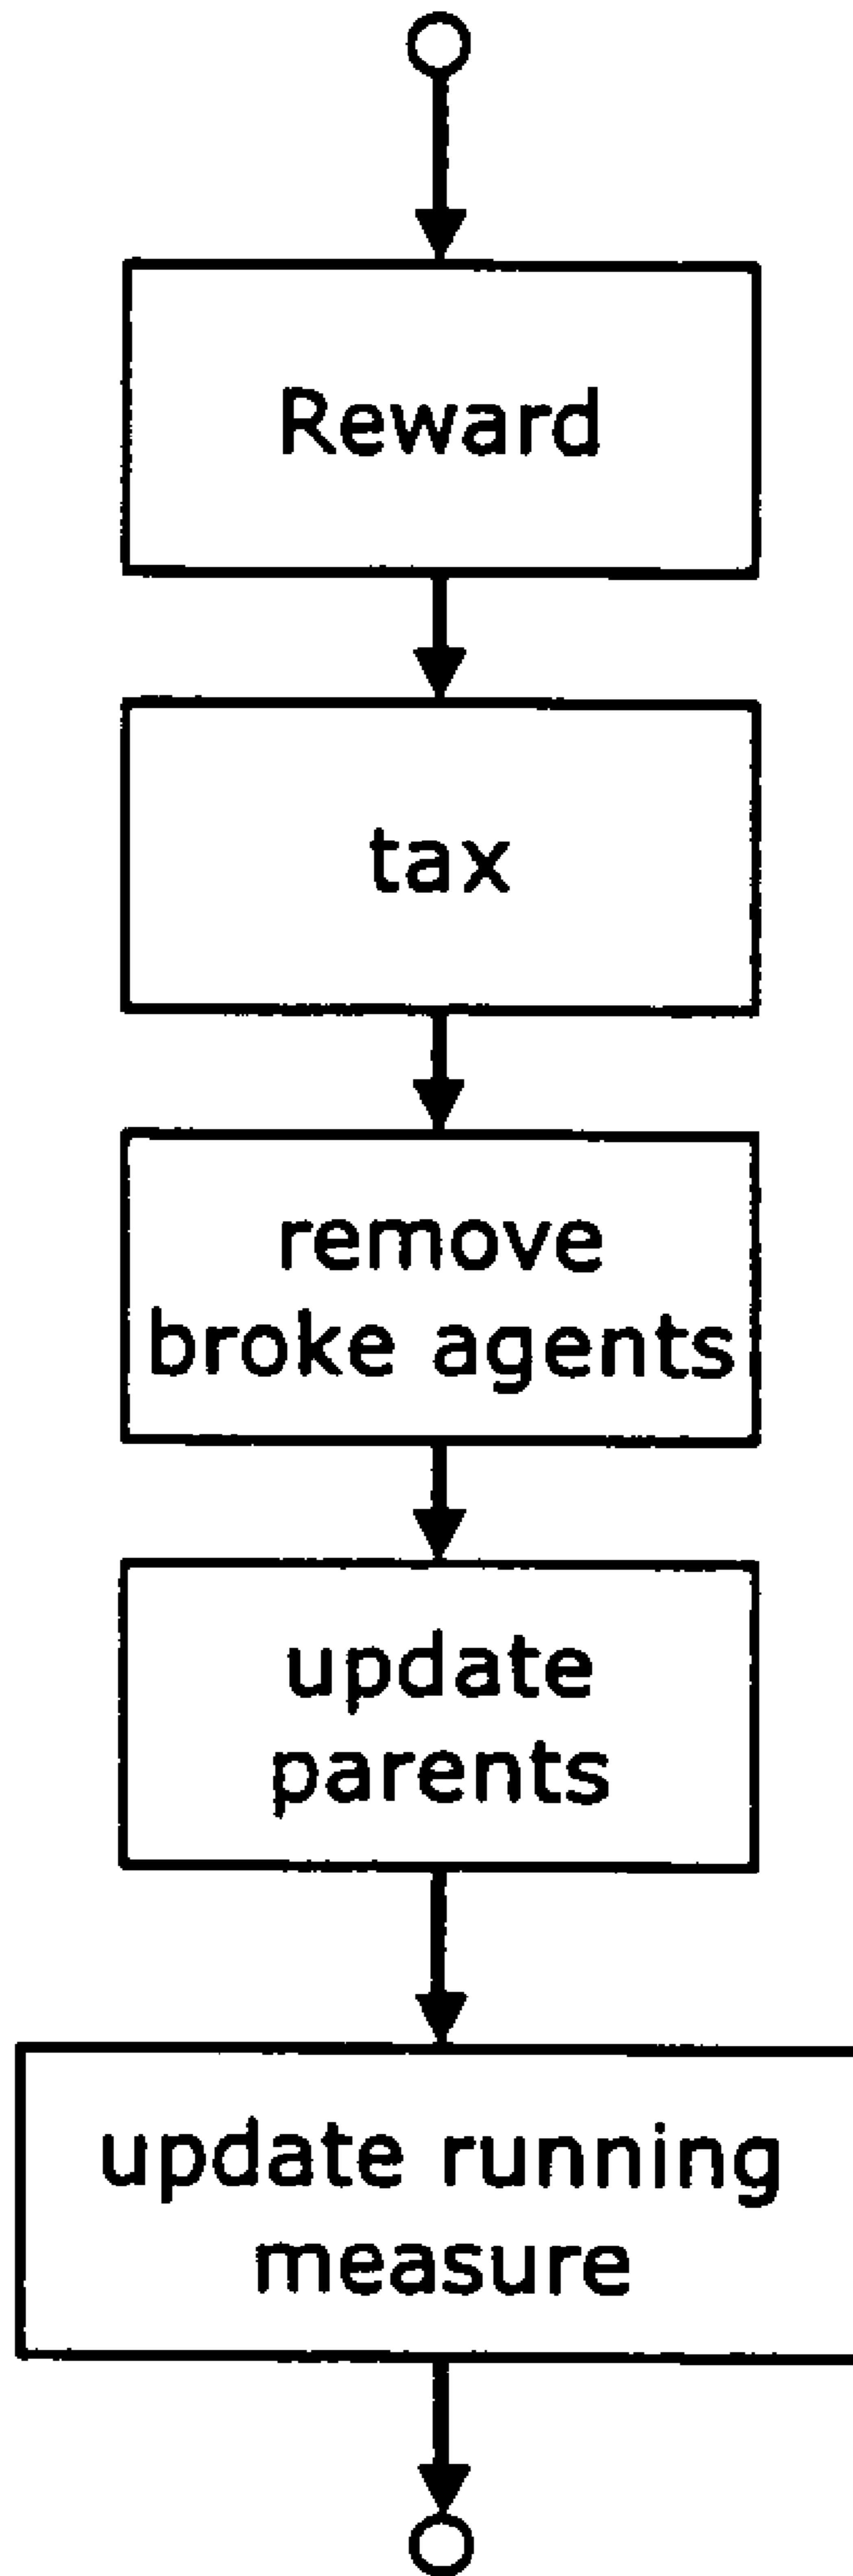 Reward
tax
remove
broke agents
update
parents
update running
measure